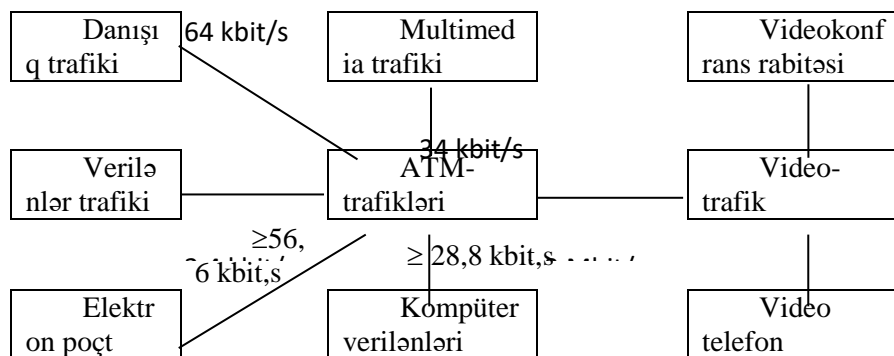 Danışı
q trafiki
64 kbit/s
Multimed
ia trafiki
Videokonf
rans rabitəsi
34 kbit/s
Verilə
nlər trafiki
ATM-
trafikləri
Video-
trafik
≥56,
6 kbit,s
≥ 28,8 kbit,s
Elektr
on poçt
Kompüter
verilənləri
Video
telefon